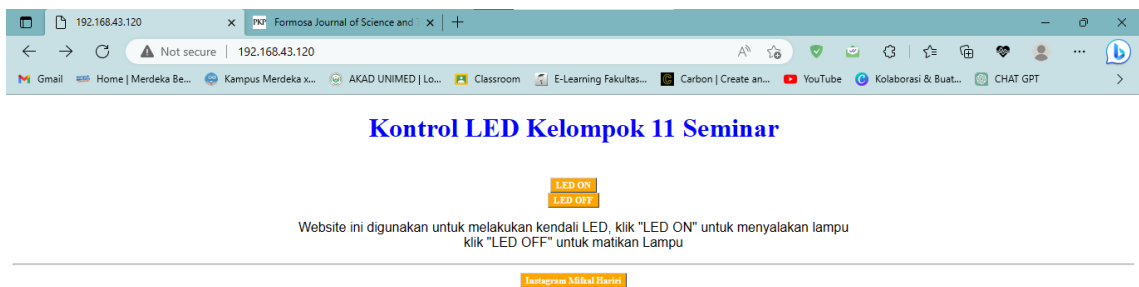 192.168.43.120
Formosa Journal of Science and
Not secure
192.168.43.120
Gmail
Home | Merdeka Be...
Kampus Merdeka x...
AKAD UNIMED | Lo...
Classroom
E-Learning Fakultas...
Carbon | Create an...
YouTube
Kolaborasi & Buat...
CHAT GPT
Kontrol LED Kelompok 11 Seminar
LED ON
LED OFF
Website ini digunakan untuk melakukan kendali LED, klik "LED ON" untuk menyalakan lampu
klik "LED OFF" untuk matikan Lampu
Instagram Hariri